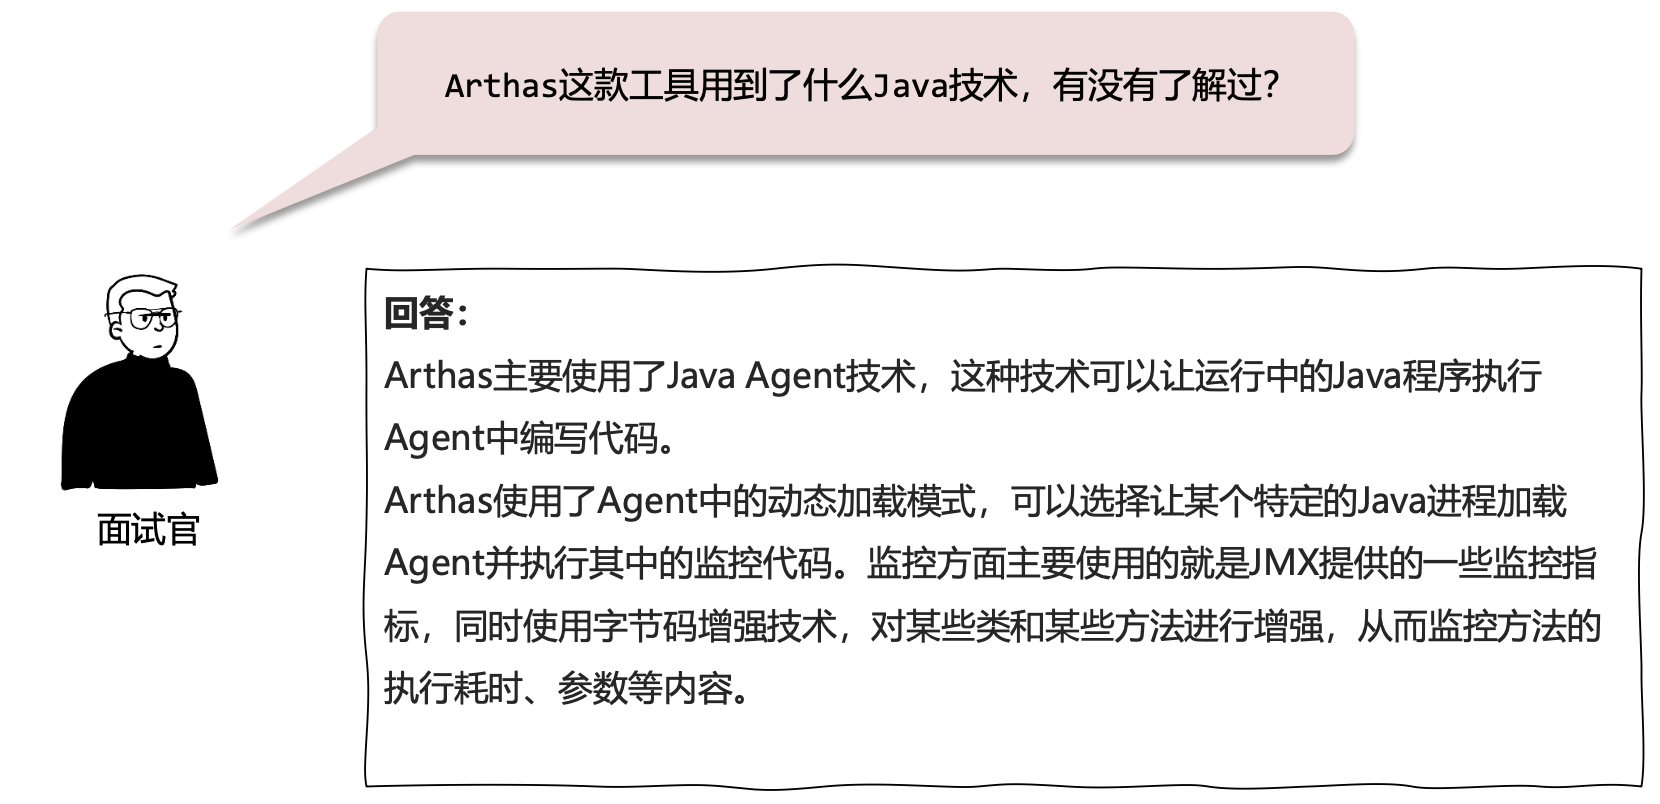 Arthas这款工具用到了什么Java技术，有没有了解过？
回答：
Arthas主要使用了Java Agent技术，这种技术可以让运行中的Java程序执行
Agent中编写代码。
Arthas使用了Agent中的动态加载模式，可以选择让某个特定的Java进程加载
Agent并执行其中的监控代码。监控方面主要使用的就是JMX提供的一些监控指
标，同时使用字节码增强技术，对某些类和某些方法进行增强，从而监控方法的
执行耗时、参数等内容。
面试官